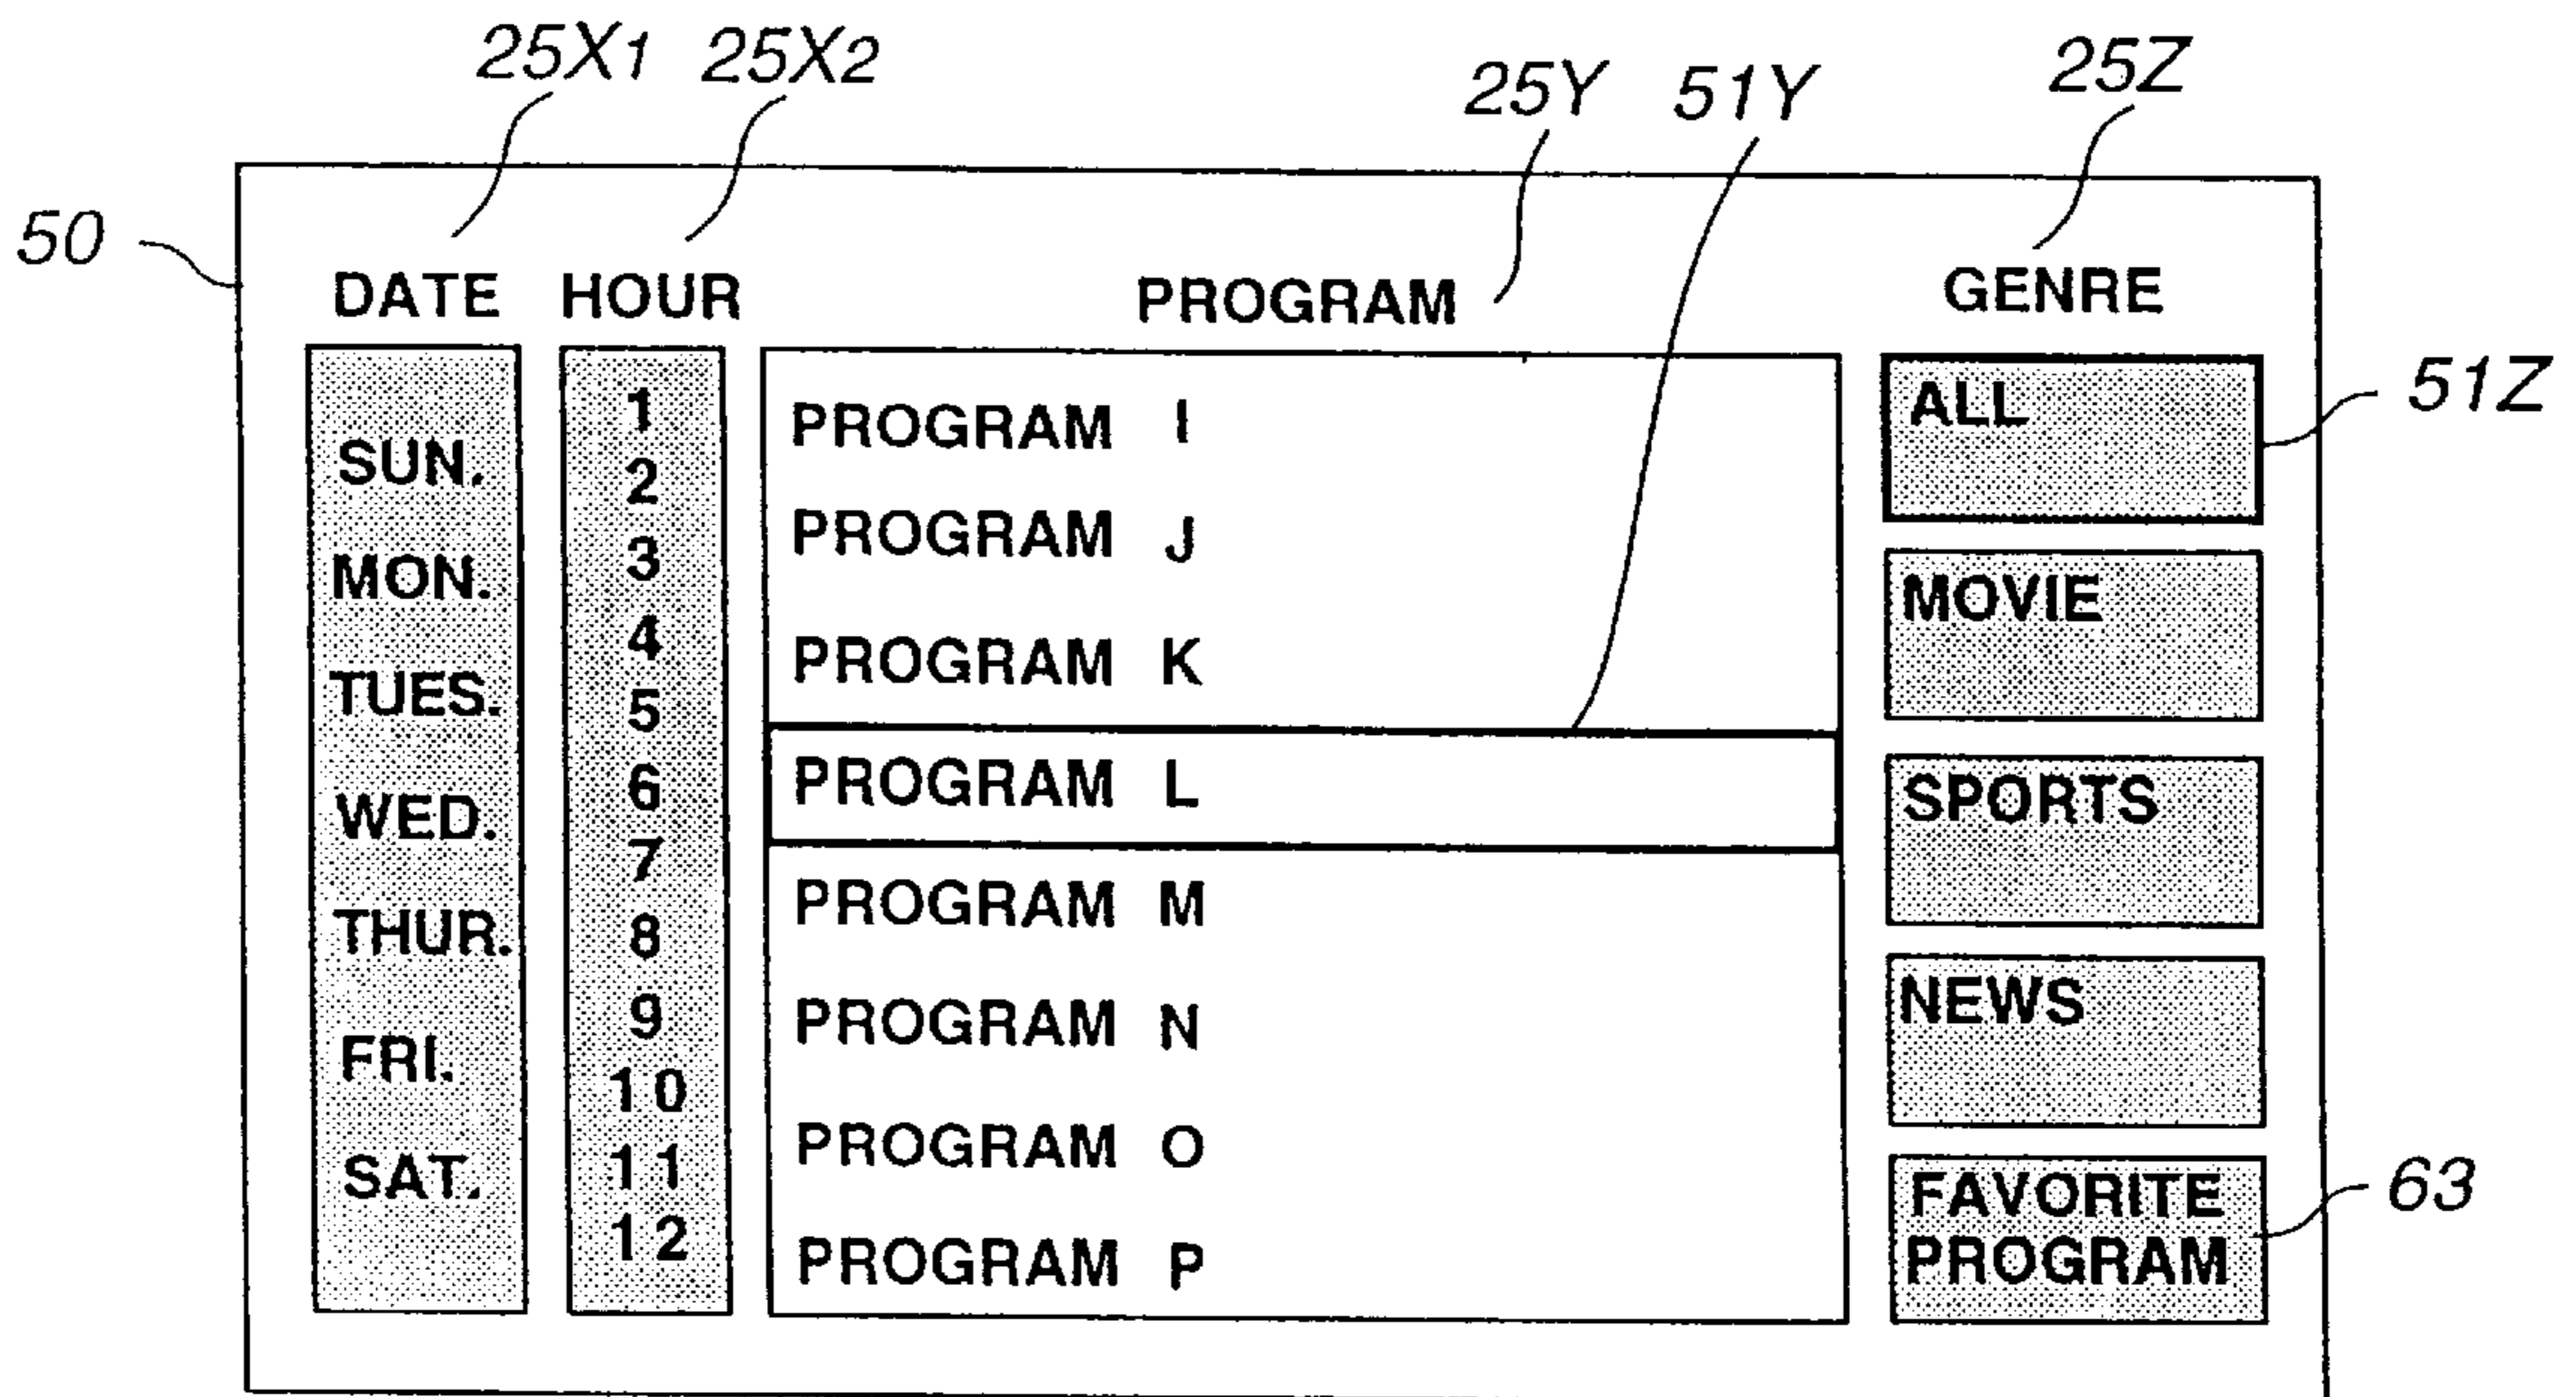 25X1 25X2 25Y 51Y 25Z
50
DATE HOUR PROGRAM GENRE
SUN.
MON.
TUES.
WED.
THUR.
FRI.
SAT.
1
2
3
4
5
6
7
8
9
10
11
12
PROGRAM I
PROGRAM J
PROGRAM K
PROGRAM L
PROGRAM M
PROGRAM N
PROGRAM O
PROGRAM P
ALL
51Z
MOVIE
SPORTS
NEWS
FAVORITE
PROGRAM
63